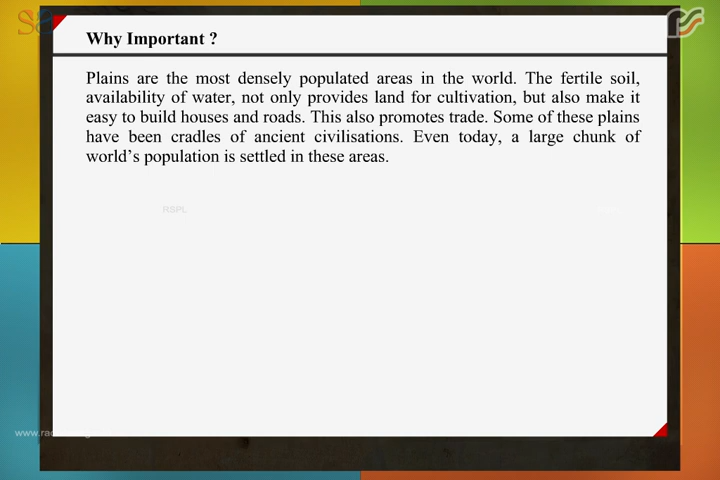 Why Important ?
Plains are the most densely populated areas in the world. The fertile soil,
availability of water, not only provides land for cultivation, but also make it
easy to build houses and roads. This also promotes trade. Some of these plains
have been cradles of ancient civilisations. Even today, a large chunk of
world’s population is settled in these areas.
RSPL